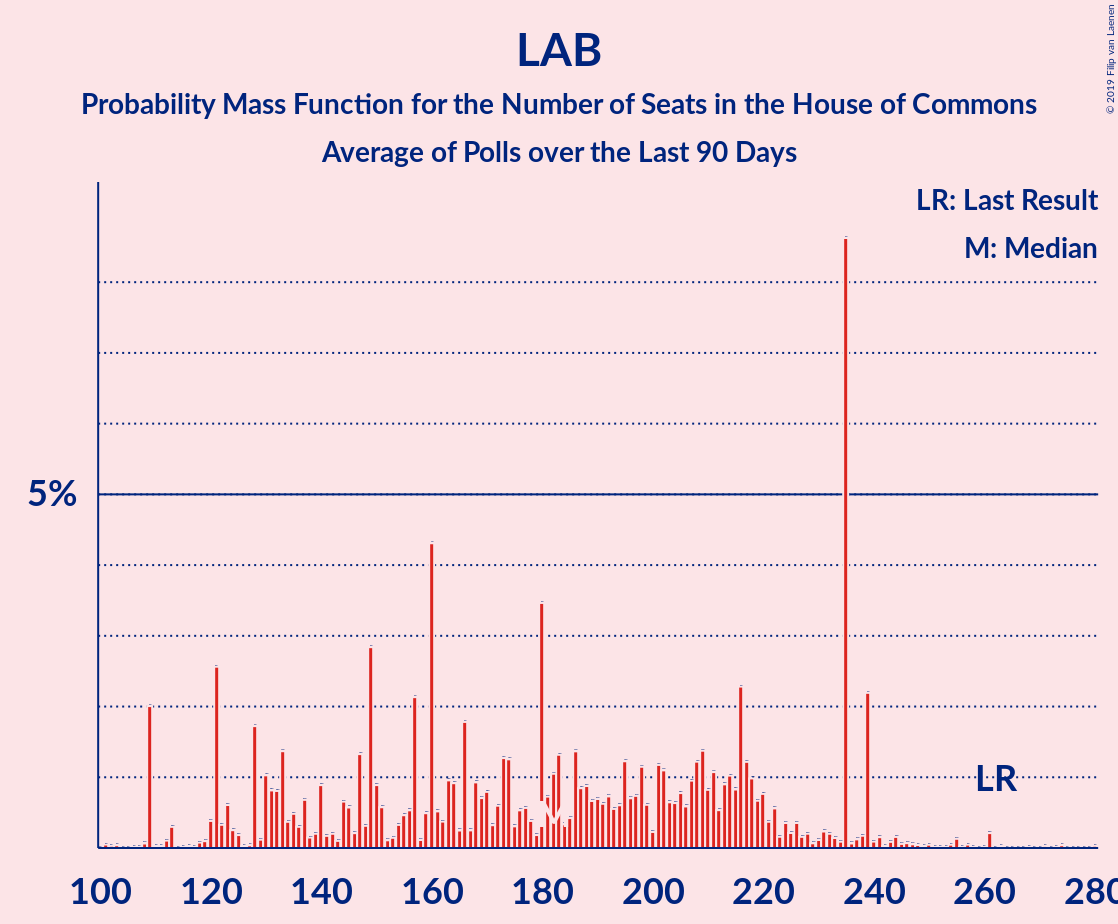 LAB
Probability Mass Function for the Number of Seats in the House of Commons
Average of Polls over the Last 90 Days
© 2019 Filip van Laenen
LR: Last Result
M: Median
5%
LR
M
100 120 140 160 180 200 220 240 260 280